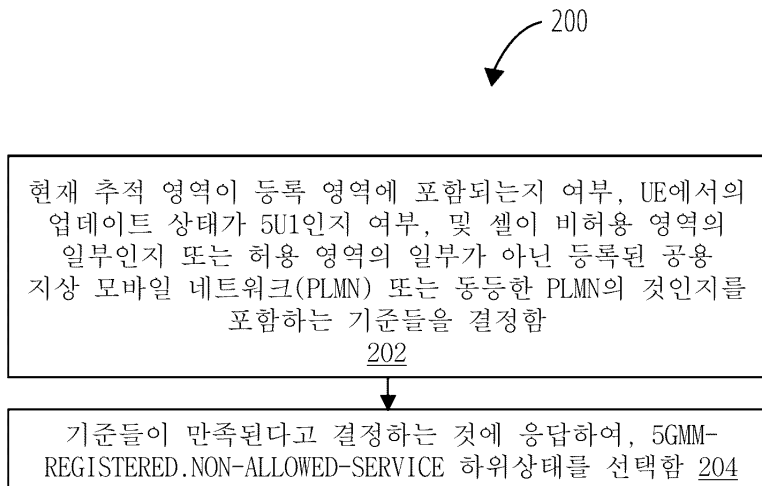 200
현재 추적 영역이 등록 영역에 포함되는지 여부, UE에서의
업데이트 상태가 5U1인지 여부, 및 셀이 비허용 영역의
일부인지 또는 허용 영역의 일부가 아닌 등록된 공용
지상 모바일 네트워크(PLMN) 또는 동등한 PLMN의 것인지를
포함하는 기준들을 결정함
202
기준들이 만족된다고 결정하는 것에 응답하여, 5GMM-
REGISTERED.NON-ALLOWED-SERVICE 하위상태를 선택함 204